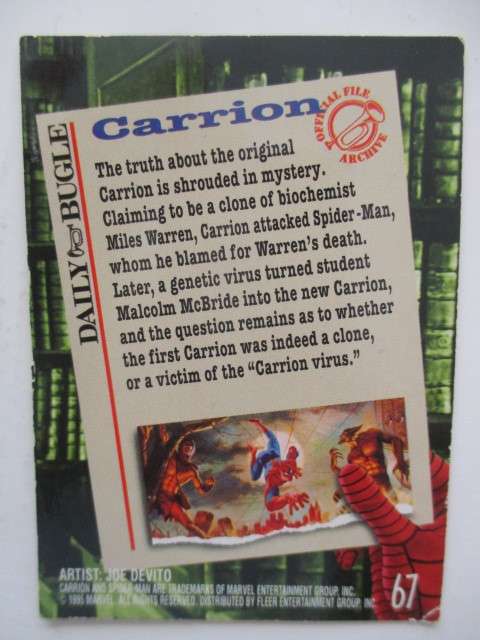 Carrion
OFFICIAL FILE
ARCHIVE
DAILY BUGLE
The truth about the original
Carrion is shrouded in mystery.
Claiming to be a clone of biochemist
Miles Warren, Carrion attacked Spider-Man,
whom he blamed for Warren's death.
Later, a genetic virus turned student
Malcolm McBride into the new Carrion,
and the question remains as to whether
the first Carrion was indeed a clone,
or a victim of the "Carrion virus."
ARTIST: JOE DEVITO
CARRION AND SPIDER-MAN ARE TRADEMARKS OF MARVEL ENTERTAINMENT GROUP, INC.
© 1995 MARVEL. ALL RIGHTS RESERVED. DISTRIBUTED BY FLEER ENTERTAINMENT GROUP, INC.
67